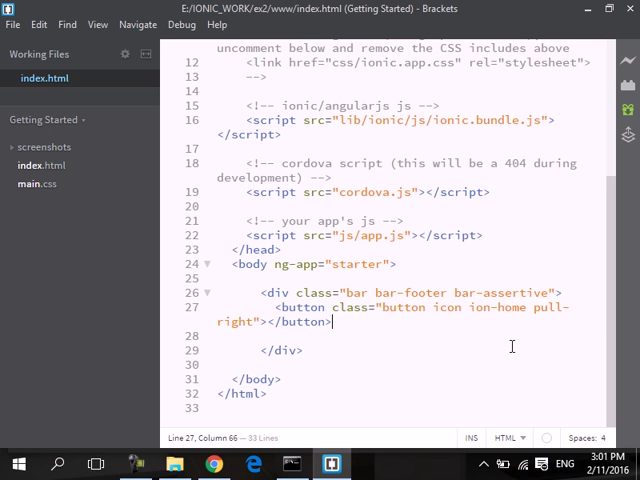 E:/IONIC_WORK/ex2/www/index.html (Getting Started) - Brackets
File Edit Find View Navigate Debug Help
Working Files
index.html
Getting Started
screenshots
index.html
main.css
uncomment below and remove the CSS includes above
12 <link href="css/ionic.app.css" rel="stylesheet">
13 -->
14
15 <!-- ionic/angularjs js -->
16 <script src="lib/ionic/js/ionic.bundle.js">
</script>
17
18 <!-- cordova script (this will be a 404 during
development) -->
19 <script src="cordova.js"></script>
20
21 <!-- your app's js -->
22 <script src="js/app.js"></script>
23 </head>
24 <body ng-app="starter">
25
26 <div class="bar bar-footer bar-assertive">
27 <button class="button icon ion-home pull-
right"></button>
28
29 </div>
30
31 </body>
32 </html>
33
Line 27, Column 66 — 33 Lines
INS HTML Spaces: 4
ENG
3:01 PM
2/11/2016